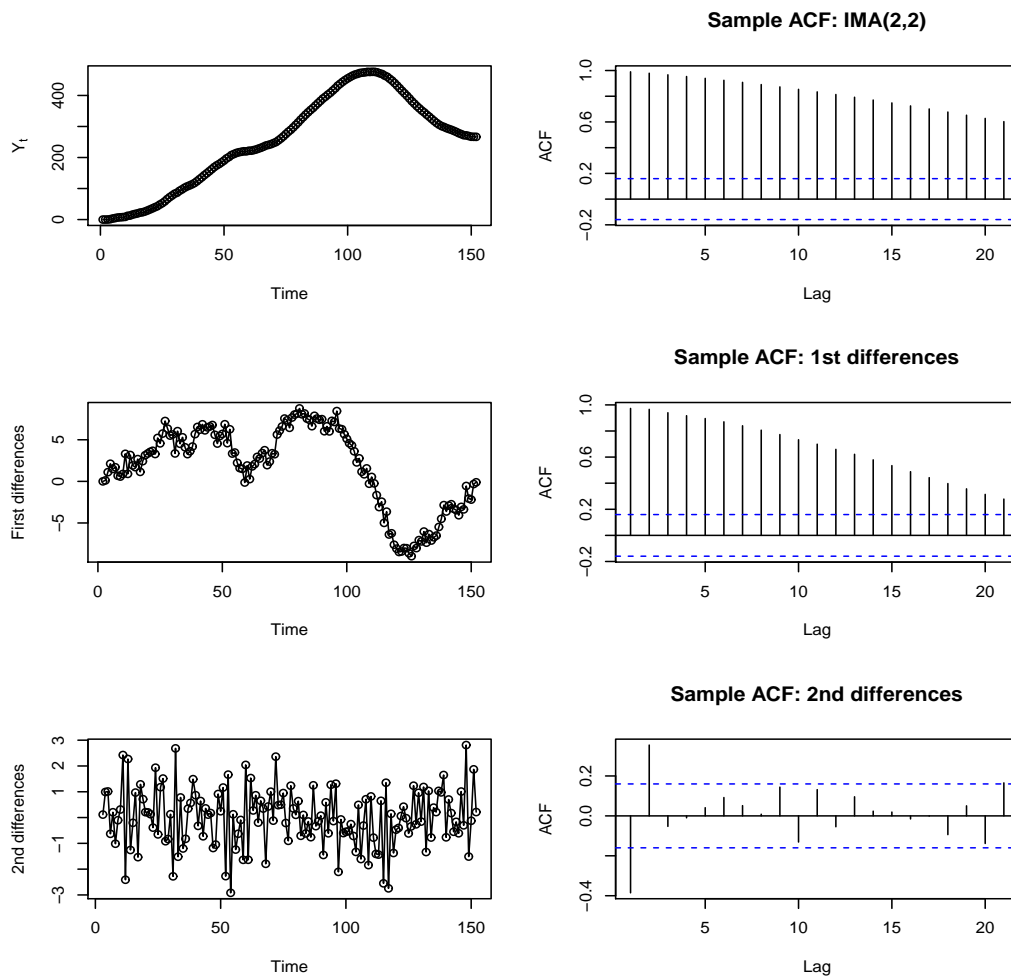 Sample ACF: IMA(2,2)
Yt
0 200 400
0 50 100 150
Time
ACF
−0.2 0.2 0.6 1.0
5 10 15 20
Lag
Sample ACF: 1st differences
First differences
−5 0 5
0 50 100 150
Time
ACF
−0.2 0.2 0.6 1.0
5 10 15 20
Lag
Sample ACF: 2nd differences
2nd differences
−3 −1 1 2 3
0 50 100 150
Time
ACF
−0.4 0.0 0.2
5 10 15 20
Lag